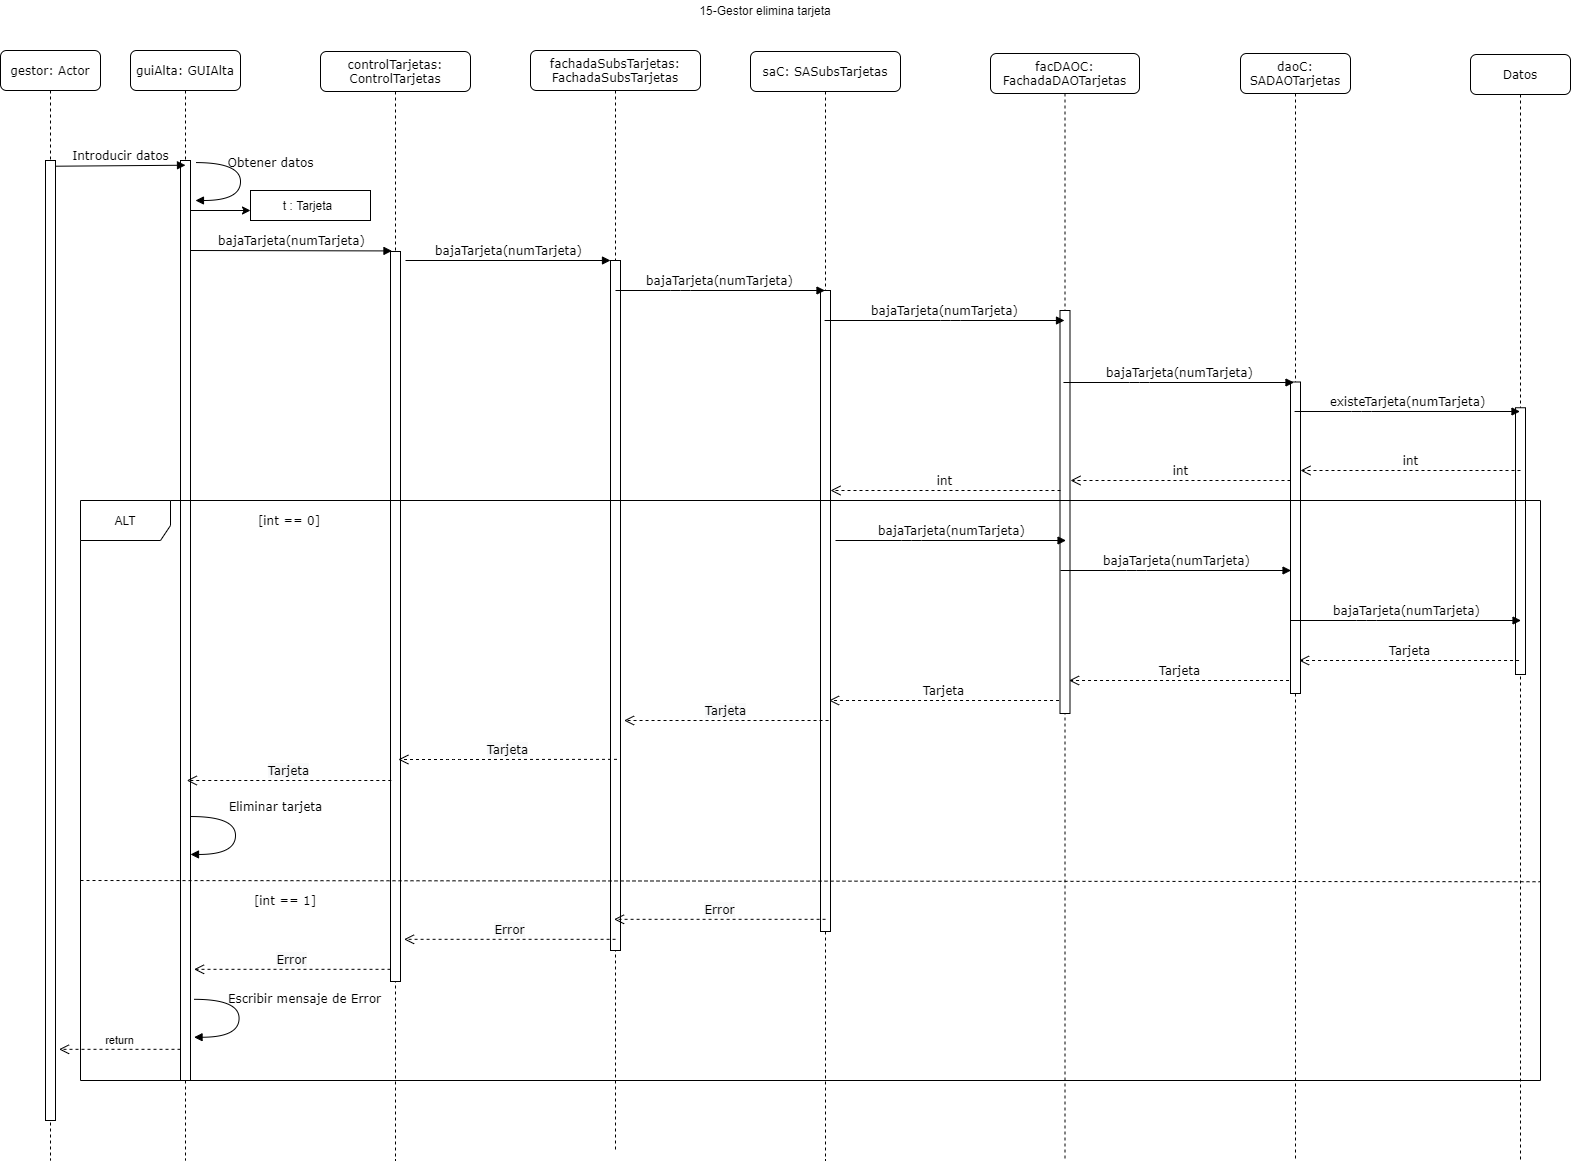 15-Gestor elimina tarjeta
gestor: Actor
guiAlta: GUIAlta
controlTarjetas:
ControlTarjetas
fachadaSubsTarjetas:
FachadaSubsTarjetas
saC: SASubsTarjetas
facDAOC:
FachadaDAOTarjetas
daoC:
SADAOTarjetas
Datos
Introducir datos
Obtener datos
t : Tarjeta
bajaTarjeta(numTarjeta)
bajaTarjeta(numTarjeta)
bajaTarjeta(numTarjeta)
bajaTarjeta(numTarjeta)
bajaTarjeta(numTarjeta)
existeTarjeta(numTarjeta)
int
int
int
ALT
[int == 0]
bajaTarjeta(numTarjeta)
bajaTarjeta(numTarjeta)
bajaTarjeta(numTarjeta)
Tarjeta
Tarjeta
Tarjeta
Tarjeta
Tarjeta
Tarjeta
Eliminar tarjeta
[int == 1]
Error
Error
Error
Escribir mensaje de Error
return